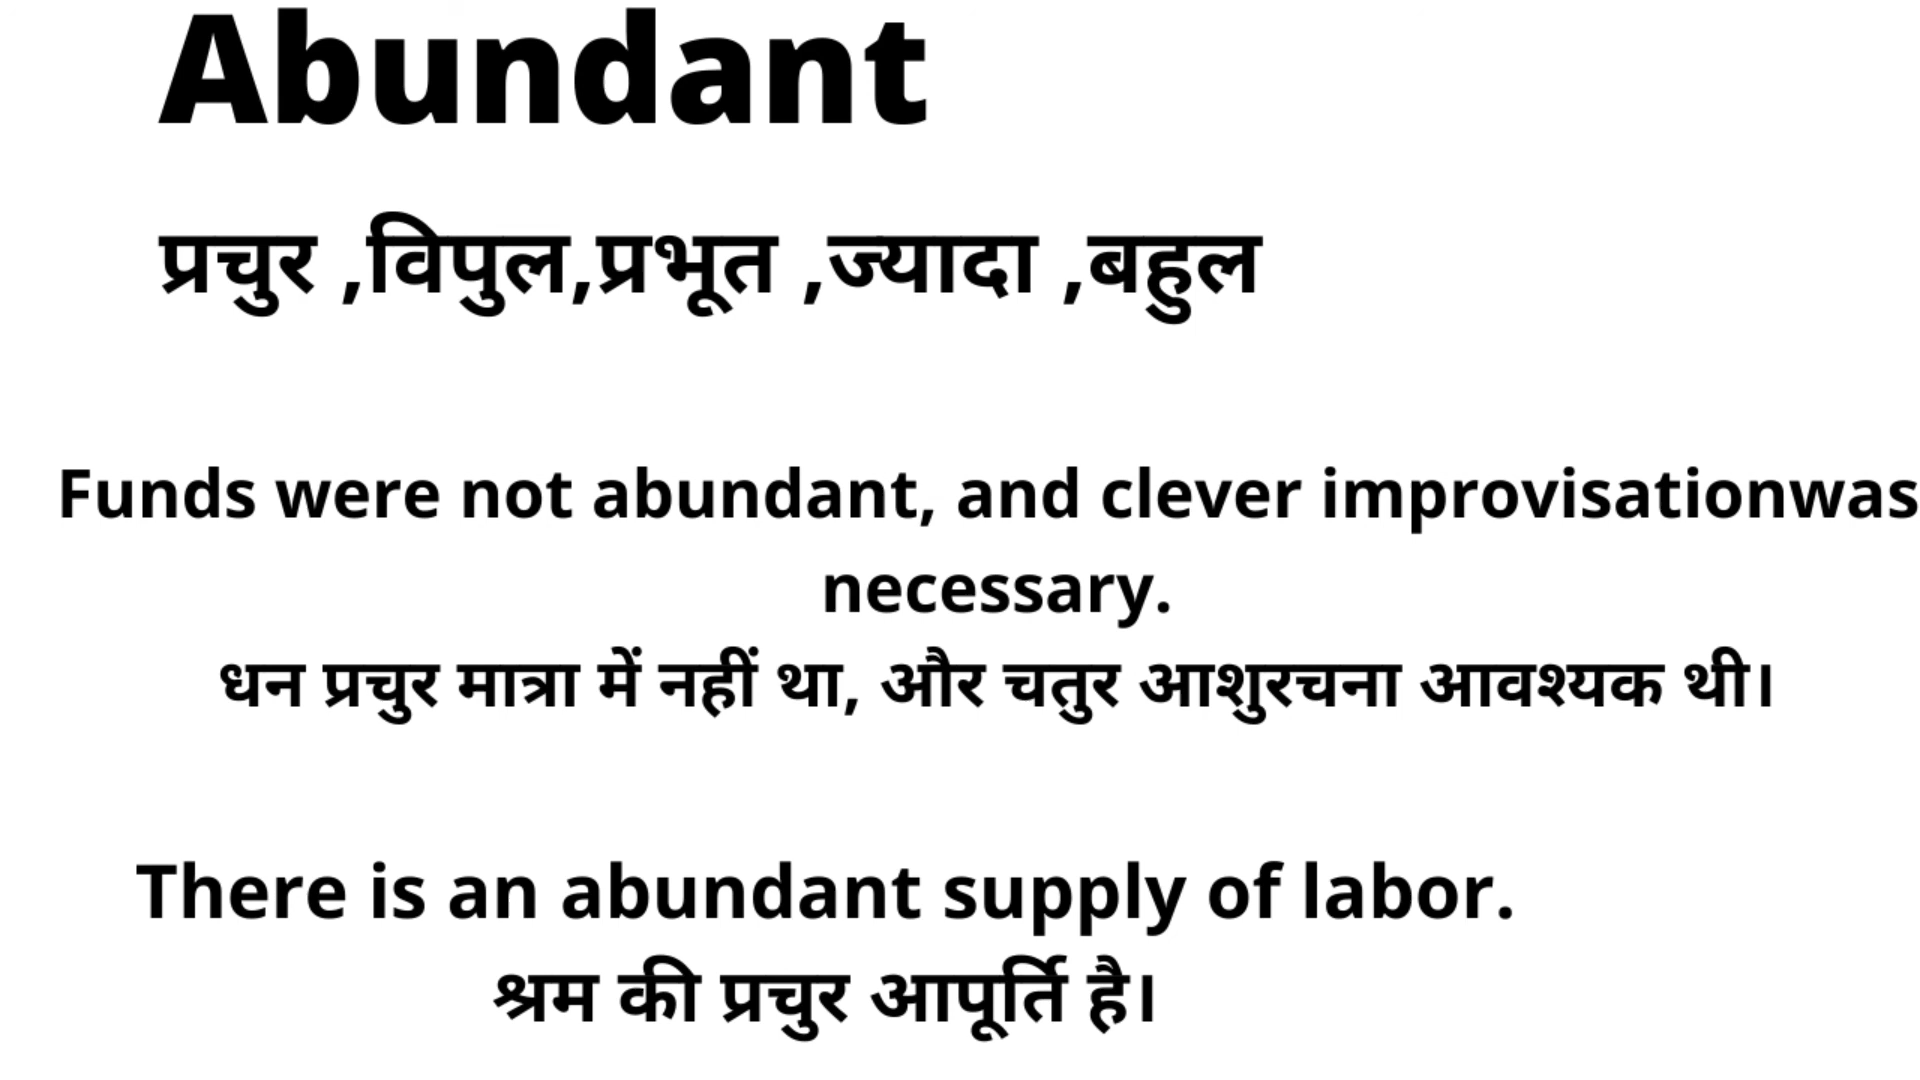 Abundant
प्रचुर ,विपुल,प्रभूत ,ज्यादा ,बहुल
Funds were not abundant, and clever improvisationwas
necessary.
धन प्रचुर मात्रा में नहीं था, और चतुर आशुरचना आवश्यक थी।
There is an abundant supply of labor.
श्रम की प्रचुर आपूर्ति है।